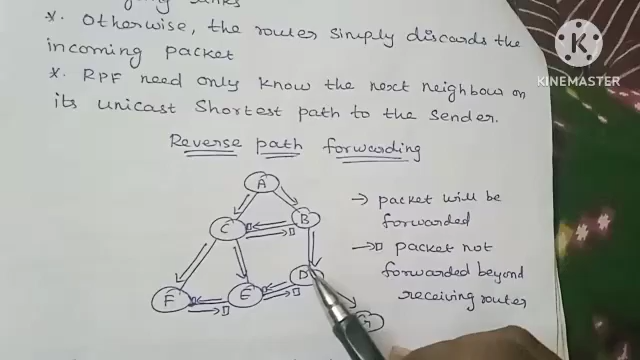 *. Otherwise, the router simply discards the
incoming packet
*. RPF need only know the next neighbour on
its unicast shortest path to the sender.
Reverse path forwarding
A
→ packet will be
forwarded
C
B
→ packet not
forwarded beyond
receiving router
D
F
E
K
KINEMASTER